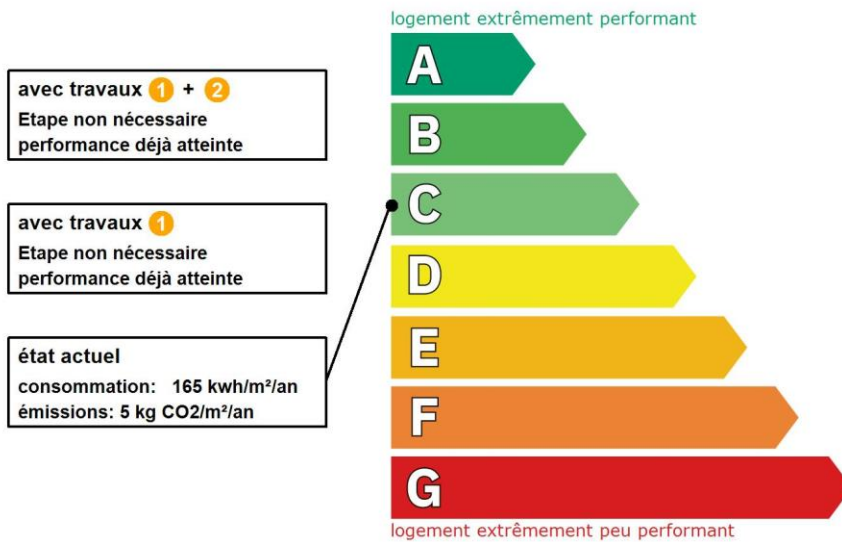 logement extrêmement performant
A
avec travaux 1 + 2
Etape non nécessaire
performance déjà atteinte
B
C
avec travaux 1
Etape non nécessaire
performance déjà atteinte
D
état actuel
consommation: 165 kwh/m²/an
émissions: 5 kg CO2/m²/an
E
F
G
logement extrêmement peu performant